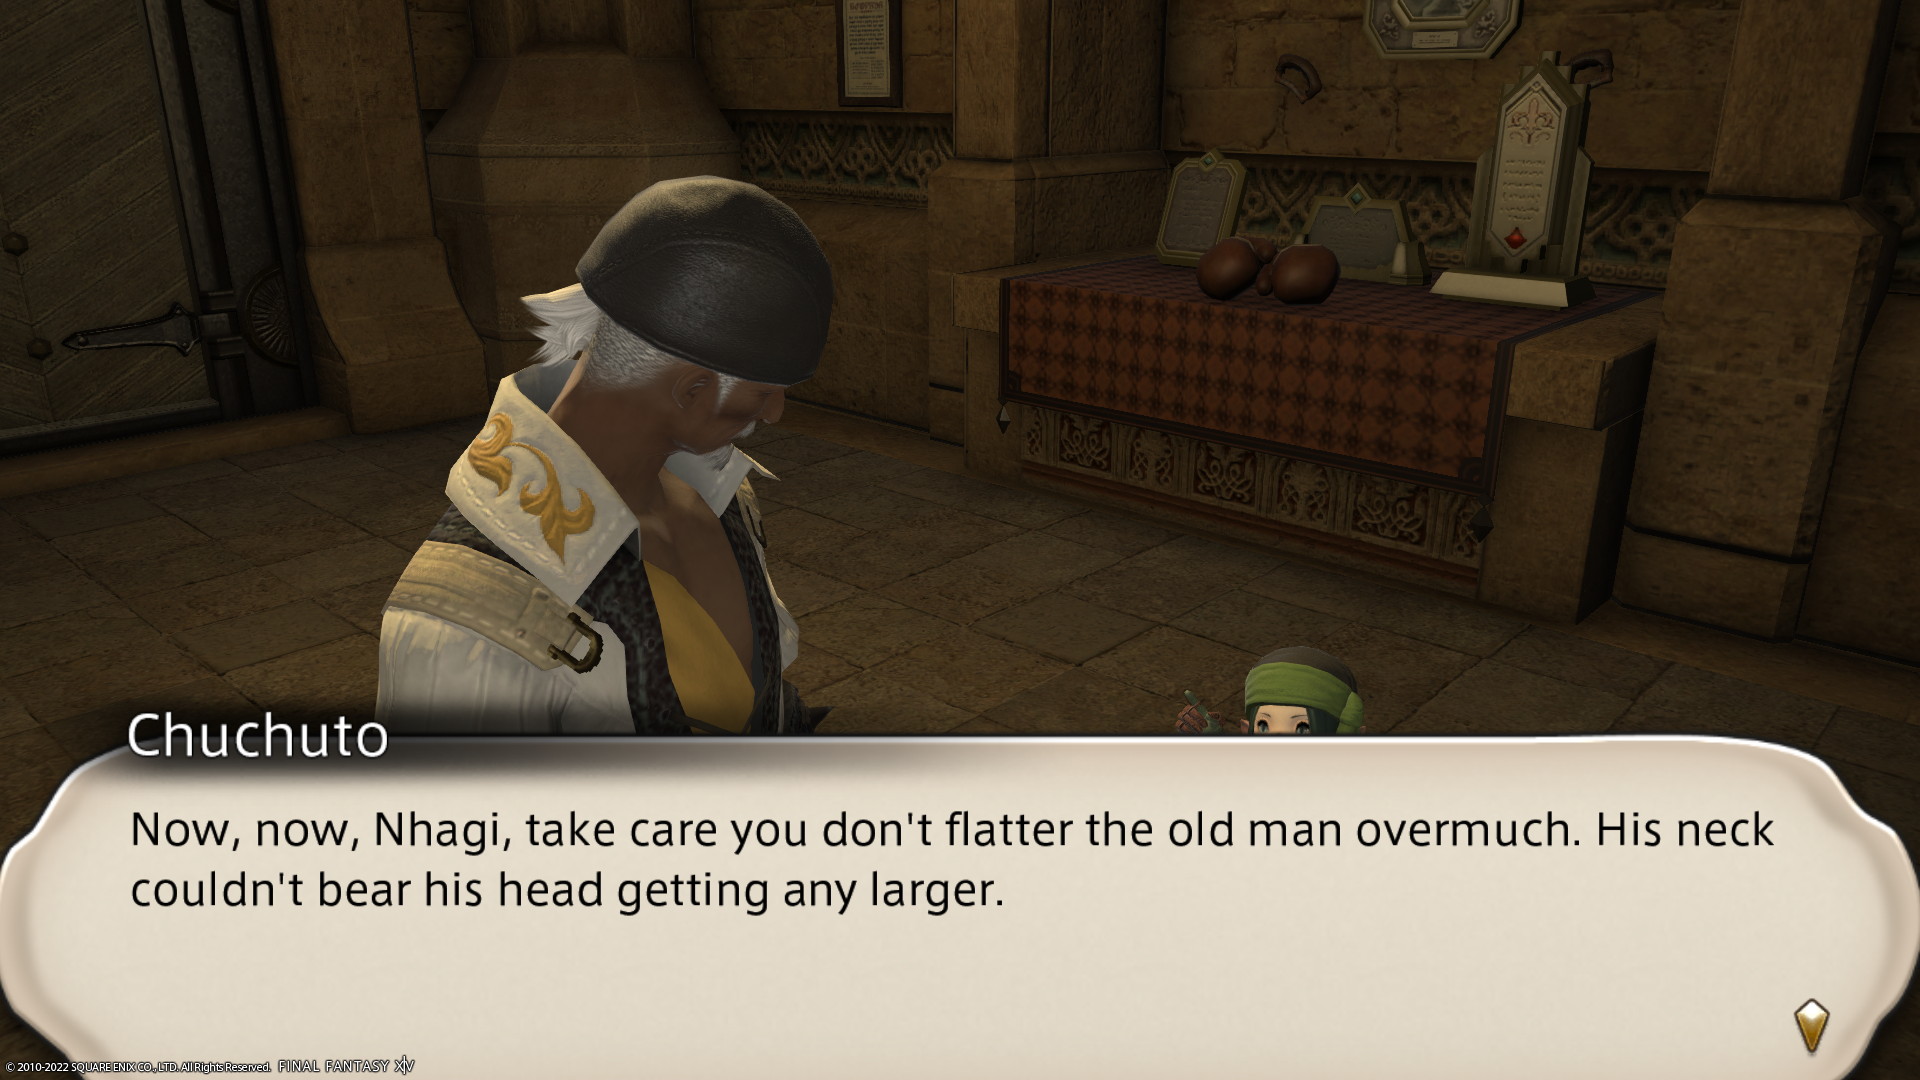 Chuchuto
Now, now, Nhagi, take care you don't flatter the old man overmuch. His neck
couldn't bear his head getting any larger.
© 2010-2022 SQUARE ENIX CO., LTD. All Rights Reserved. FINAL FANTASY XIV